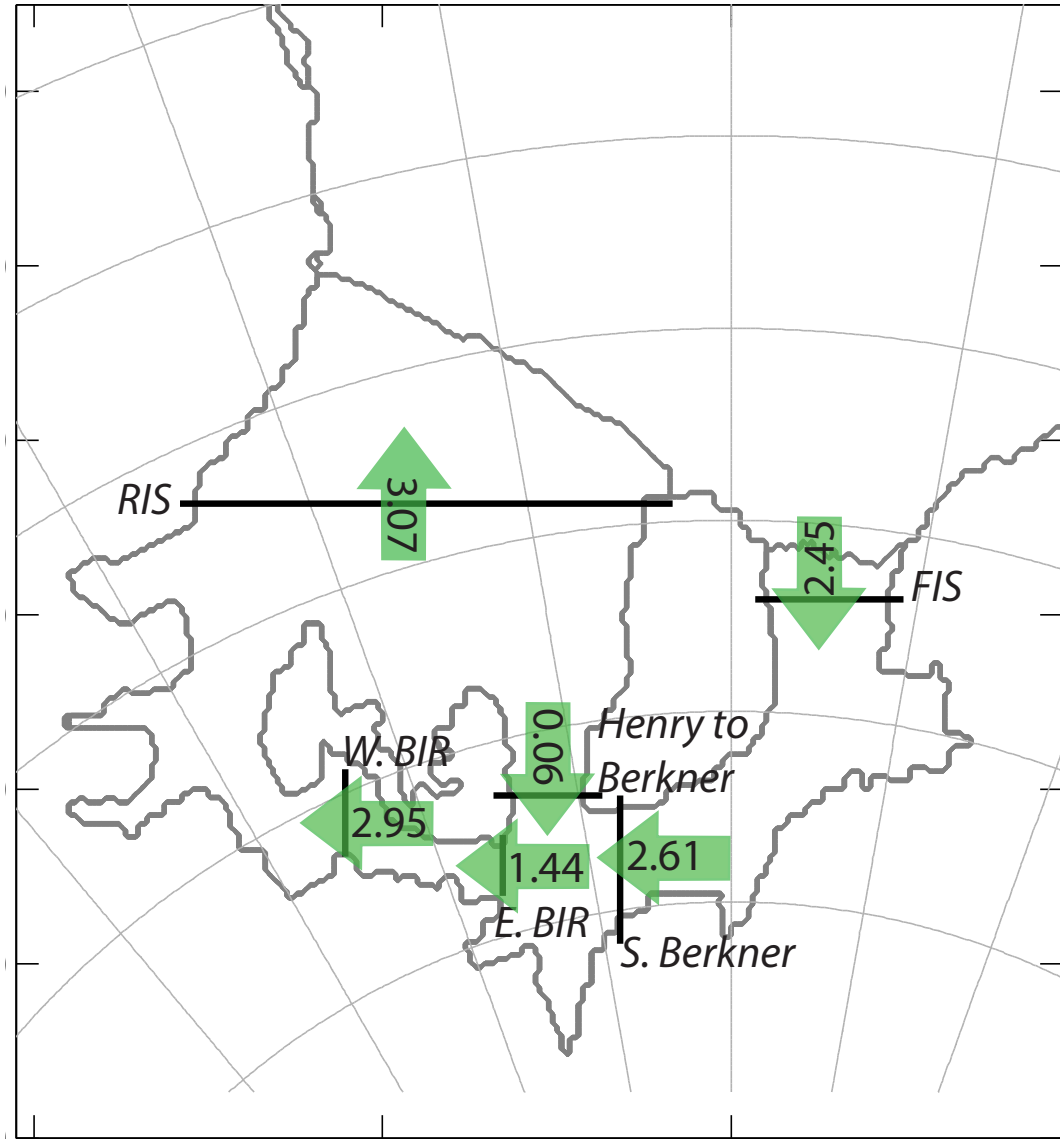 RIS
3.07
2.45
FIS
0.06
Henry to
Berkner
W. BIR
2.95
1.44
2.61
E. BIR
S. Berkner